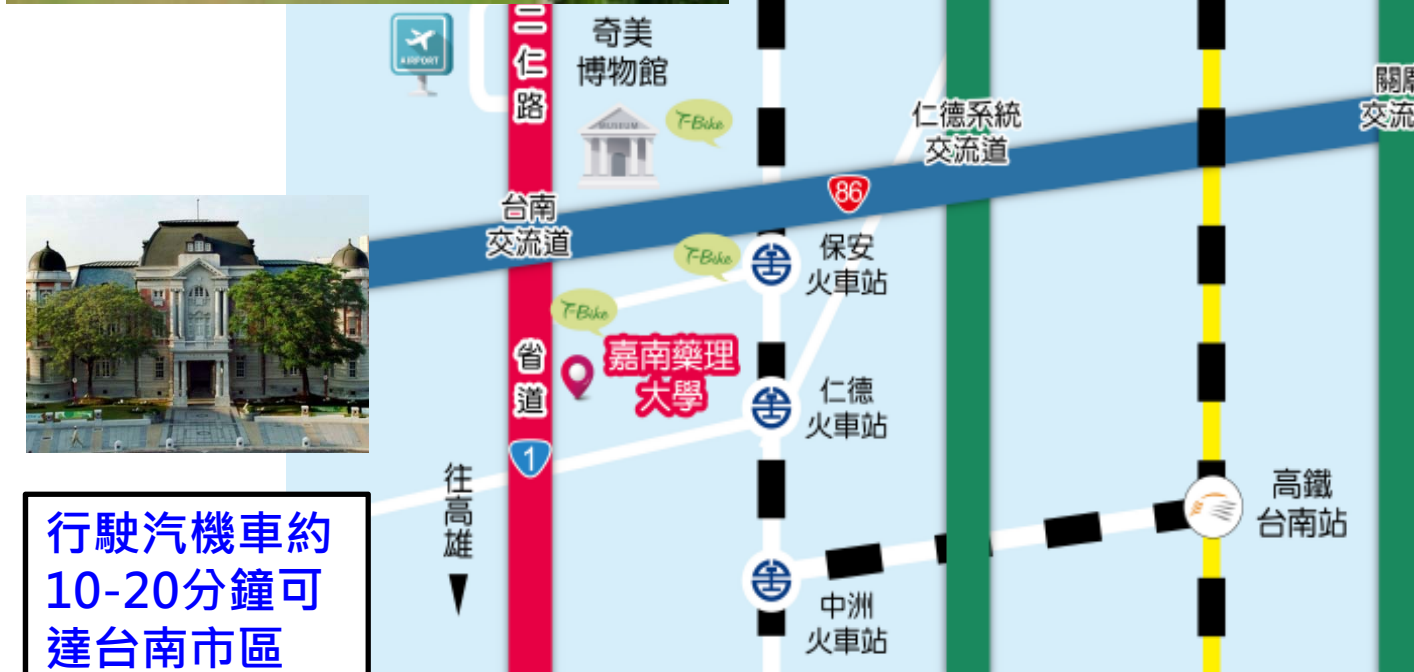 二仁路
奇美
博物館
AIRPORT
MUSEUM
T-Bike
仁德系統
交流道
交流
86
台南
交流道
T-Bike
保安
火車站
T-Bike
嘉南藥理
大學
省道
仁德
火車站
1
往高雄
高鐵
台南站
中洲
火車站
行駛汽機車約
10-20分鐘可
達台南市區